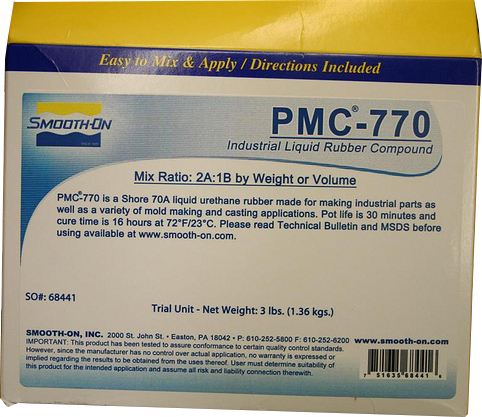 Easy to Mix & Apply / Directions Included
SMOOTH-ON
PMC®-770
Industrial Liquid Rubber Compound
Mix Ratio: 2A:1B by Weight or Volume
PMC®-770 is a Shore 70A liquid urethane rubber made for making industrial parts as
well as a variety of mold making and casting applications. Pot life is 30 minutes and
cure time is 16 hours at 72°F/23°C. Please read Technical Bulletin and MSDS before
using available at www.smooth-on.com.
SO#: 68441
Trial Unit - Net Weight: 3 lbs. (1.36 kgs.)
SMOOTH-ON, INC. 2000 St. John St. • Easton, PA 18042 • P: 610-252-5800 F: 610-252-6200 www.smooth-on.com
IMPORTANT: This product has been tested to assure conformance to certain quality control standards.
However, since the manufacturer has no control over actual application, no warranty is expressed or
implied regarding the results to be obtained from the uses thereof. User must determine suitability of
this product for the intended application and assume all risk and liability connection therewith.
7 51635 68441